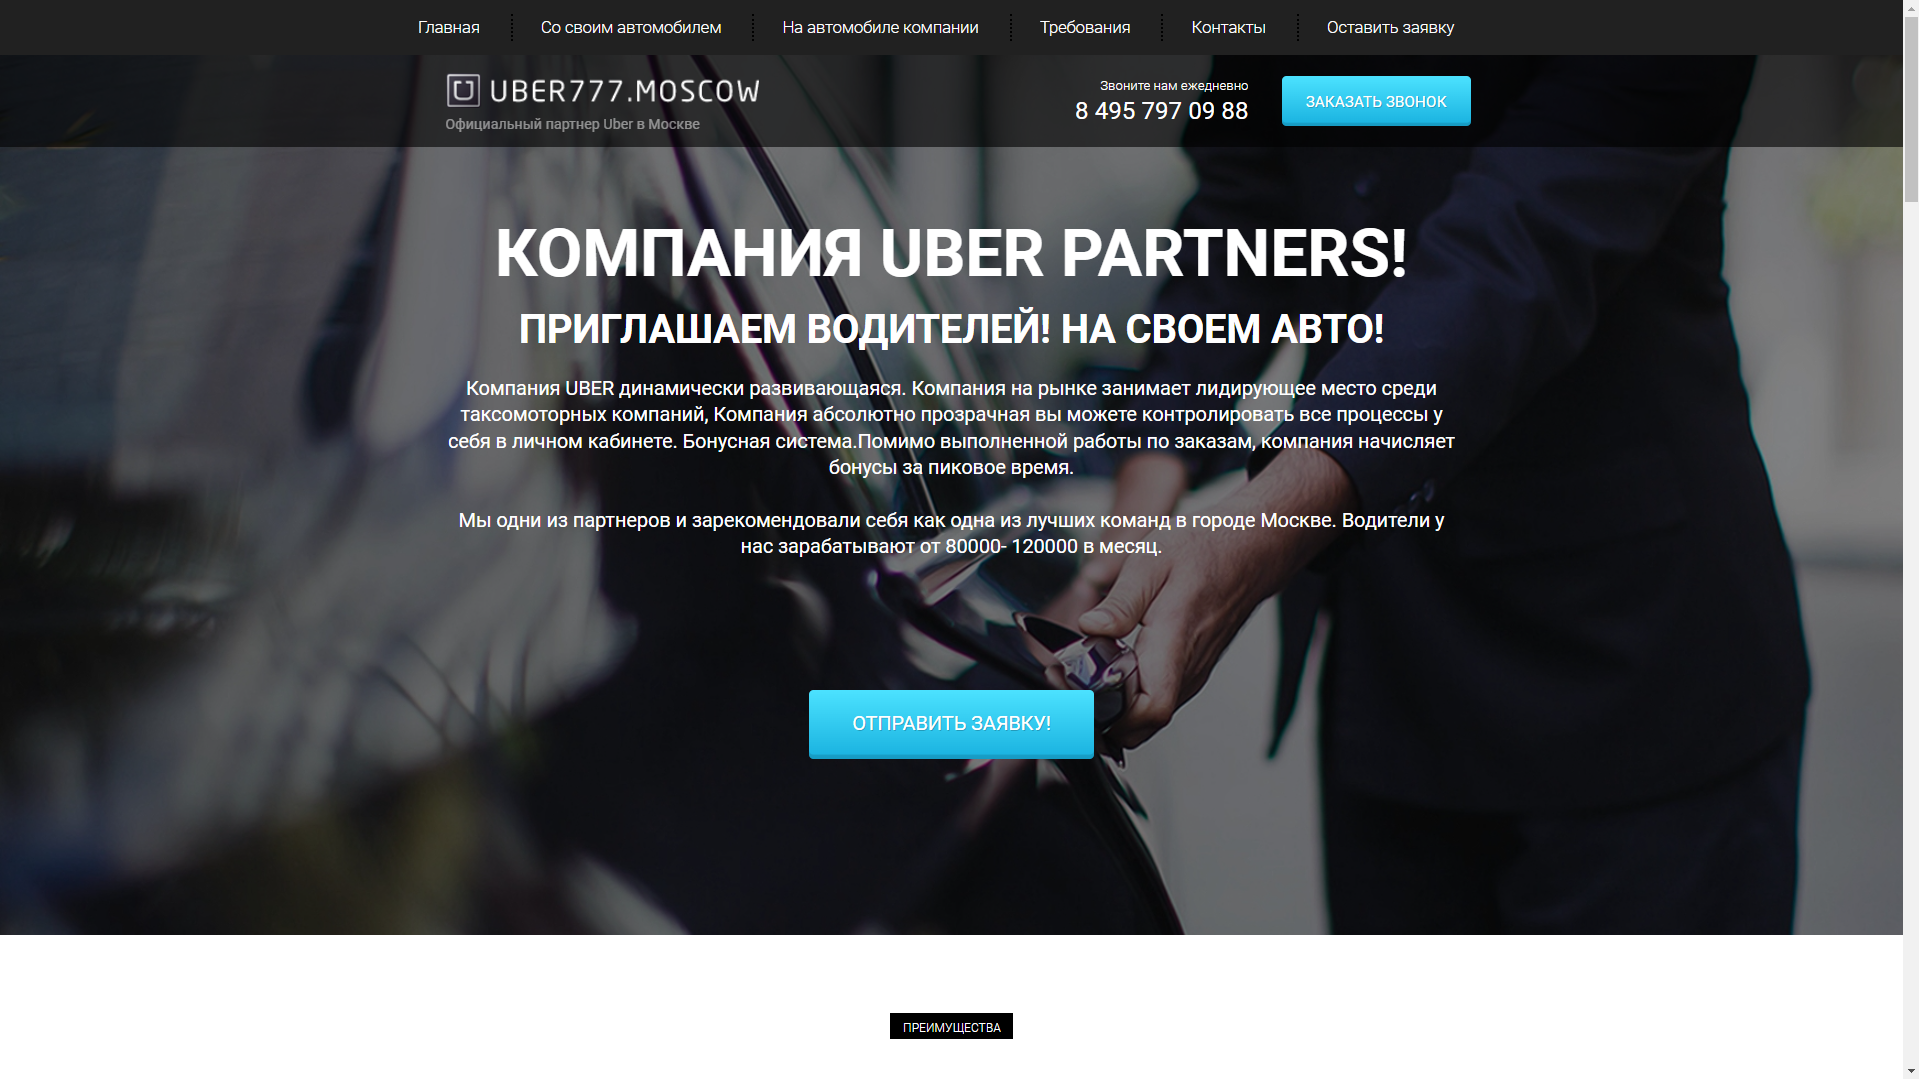 Главная
Со своим автомобилем
На автомобиле компании
Требования
Контакты
Оставить заявку
UBER777.MOSCOW
Официальный партнер Uber в Москве
Звоните нам ежедневно
8 495 797 09 88
ЗАКАЗАТЬ ЗВОНОК
КОМПАНИЯ UBER PARTNERS!
ПРИГЛАШАЕМ ВОДИТЕЛЕЙ! НА СВОЕМ АВТО!
Компания UBER динамически развивающаяся. Компания на рынке занимает лидирующее место среди
таксомоторных компаний, Компания абсолютно прозрачная вы можете контролировать все процессы у
себя в личном кабинете. Бонусная система.Помимо выполненной работы по заказам, компания начисляет
бонусы за пиковое время.
Мы одни из партнеров и зарекомендовали себя как одна из лучших команд в городе Москве. Водители у
нас зарабатывают от 80000- 120000 в месяц.
ОТПРАВИТЬ ЗАЯВКУ!
ПРЕИМУЩЕСТВА